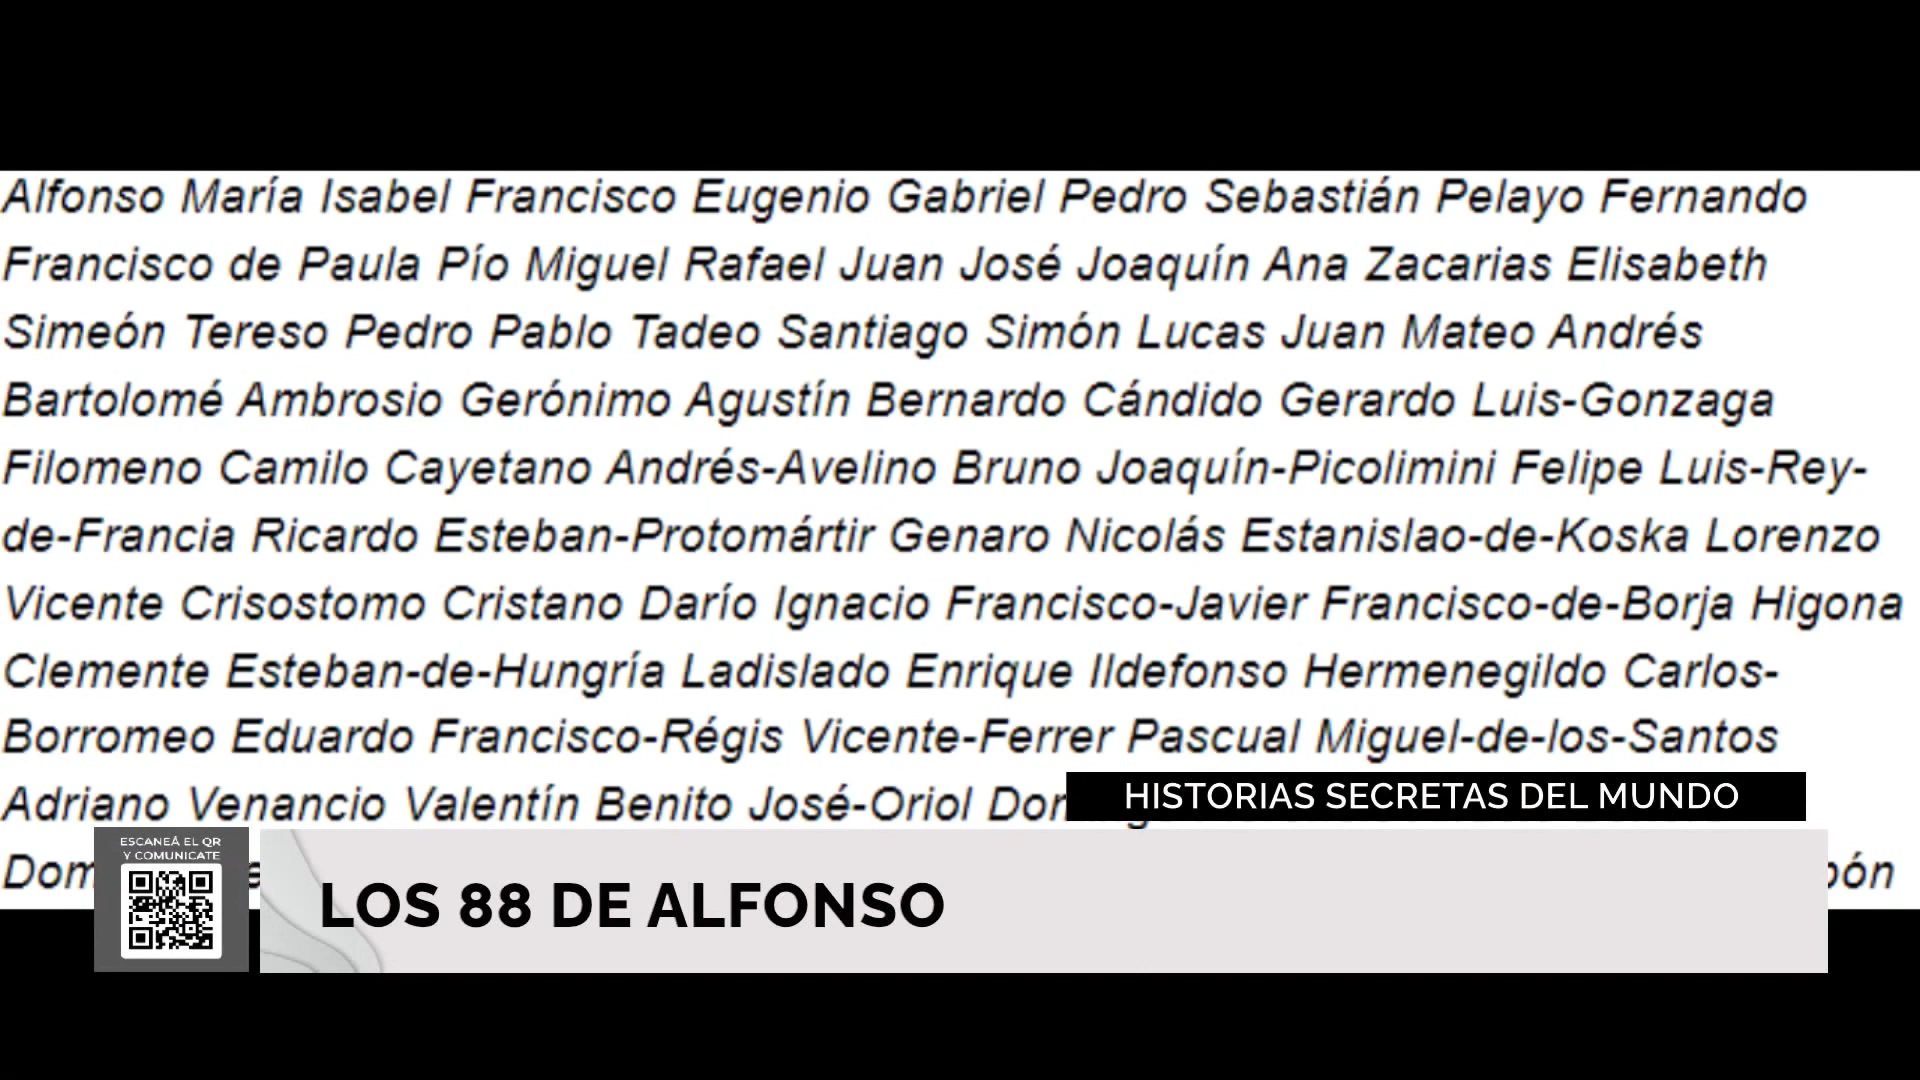 Alfonso María Isabel Francisco Eugenio Gabriel Pedro Sebastián Pelayo Fernando
Francisco de Paula Pío Miguel Rafael Juan José Joaquín Ana Zacarias Elisabeth
Simeón Tereso Pedro Pablo Tadeo Santiago Simón Lucas Juan Mateo Andrés
Bartolomé Ambrosio Gerónimo Agustín Bernardo Cándido Gerardo Luis-Gonzaga
Filomeno Camilo Cayetano Andrés-Avelino Bruno Joaquín-Picolimini Felipe Luis-Rey-
de-Francia Ricardo Esteban-Protomártir Genaro Nicolás Estanislao-de-Koska Lorenzo
Vicente Crisostomo Cristano Darío Ignacio Francisco-Javier Francisco-de-Borja Higona
Clemente Esteban-de-Hungría Ladislado Enrique Ildefonso Hermenegildo Carlos-
Borromeo Eduardo Francisco-Régis Vicente-Ferrer Pascual Miguel-de-los-Santos
Adriano Venancio Valentín Benito José-Oriol
HISTORIAS SECRETAS DEL MUNDO
ESCANEÁ EL QR
Y COMUNICATE
LOS 88 DE ALFONSO